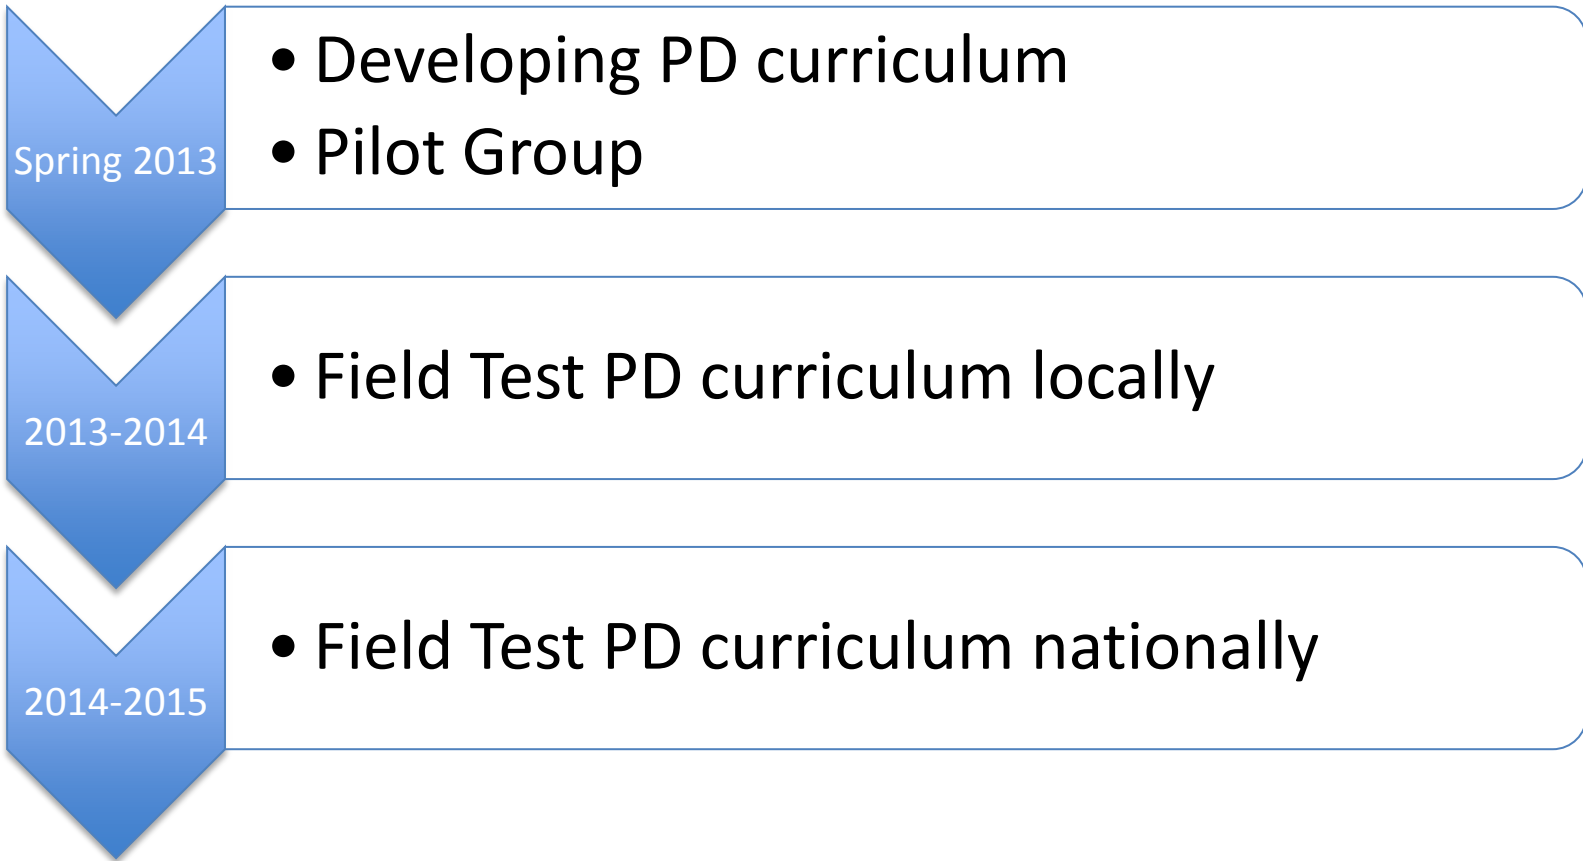 Spring 2013
• Developing PD curriculum
• Pilot Group
2013-2014
• Field Test PD curriculum locally
2014-2015
• Field Test PD curriculum nationally